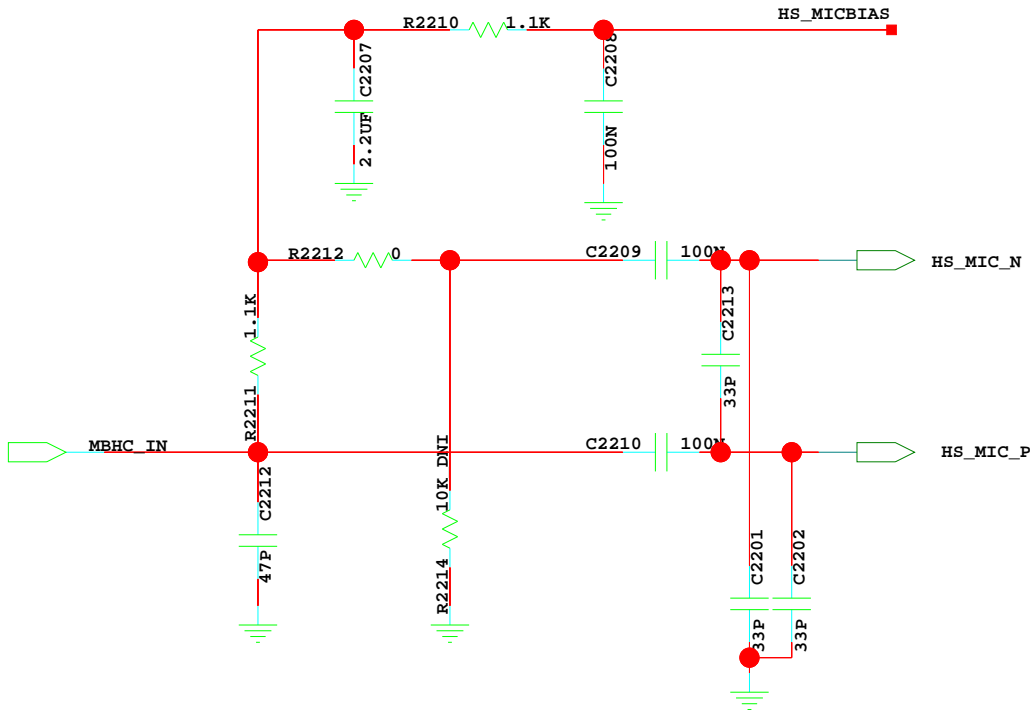 R2210
1.1K
HS_MICBIAS
C2207
2.2UF
C2208
100N
R2212
0
C2209
100N
HS_MIC_N
1.1K
R2211
C2213
33P
MBHC_IN
C2210
100N
HS_MIC_P
C2212
47P
10K DNI
R2214
C2201
33P
C2202
33P